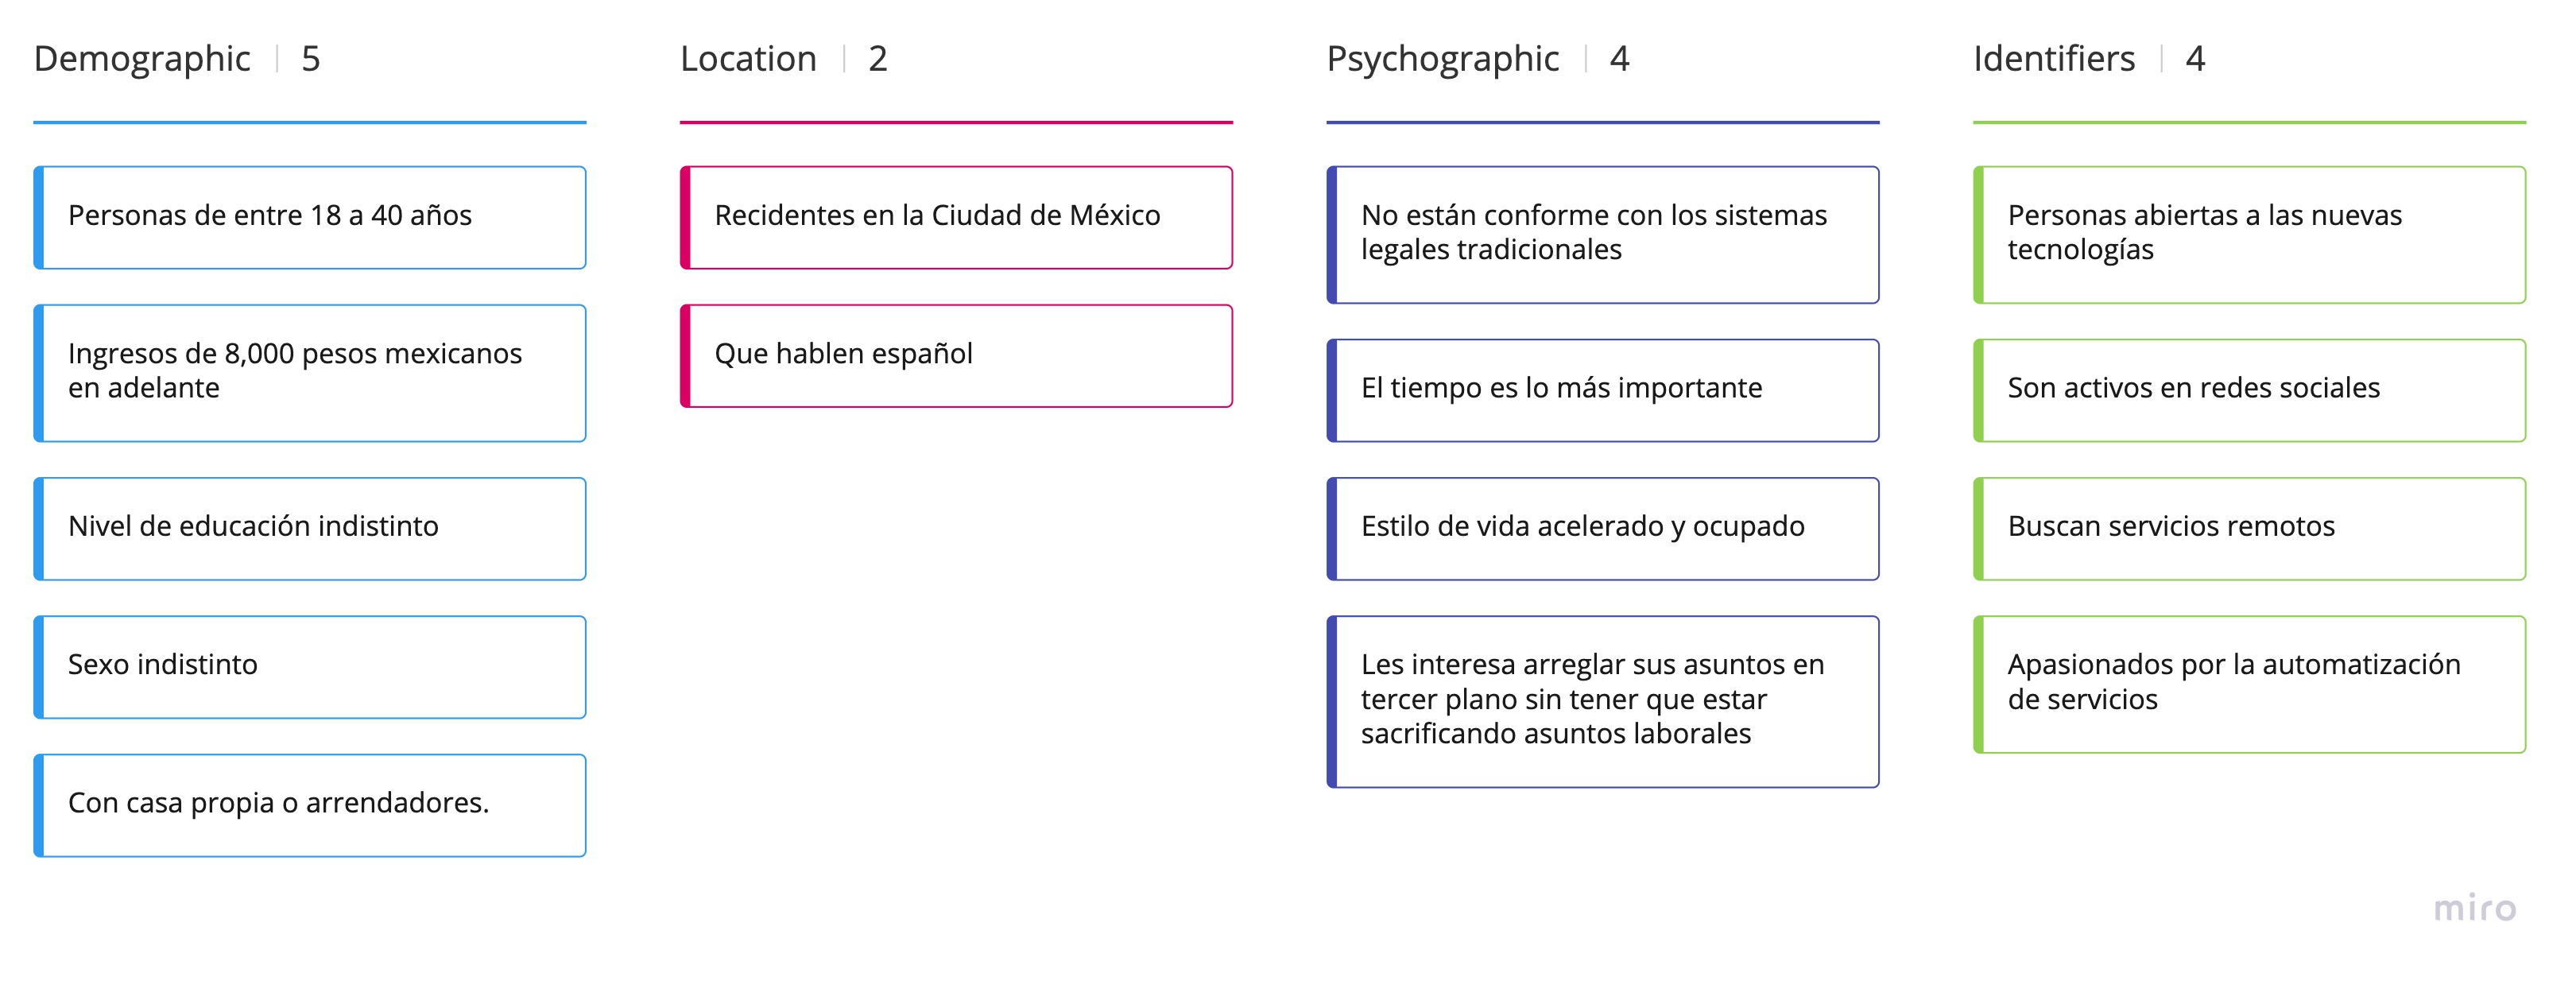 Demographic | 5
Personas de entre 18 a 40 años
Ingresos de 8,000 pesos mexicanos
en adelante
Nivel de educación indistinto
Sexo indistinto
Con casa propia o arrendadores.
Location | 2
Recidentes en la Ciudad de México
Que hablen español
Psychographic | 4
No están conforme con los sistemas
legales tradicionales
El tiempo es lo más importante
Estilo de vida acelerado y ocupado
Les interesa arreglar sus asuntos en
tercer plano sin tener que estar
sacrificando asuntos laborales
Identifiers | 4
Personas abiertas a las nuevas
tecnologías
Son activos en redes sociales
Buscan servicios remotos
Apasionados por la automatización
de servicios
miro